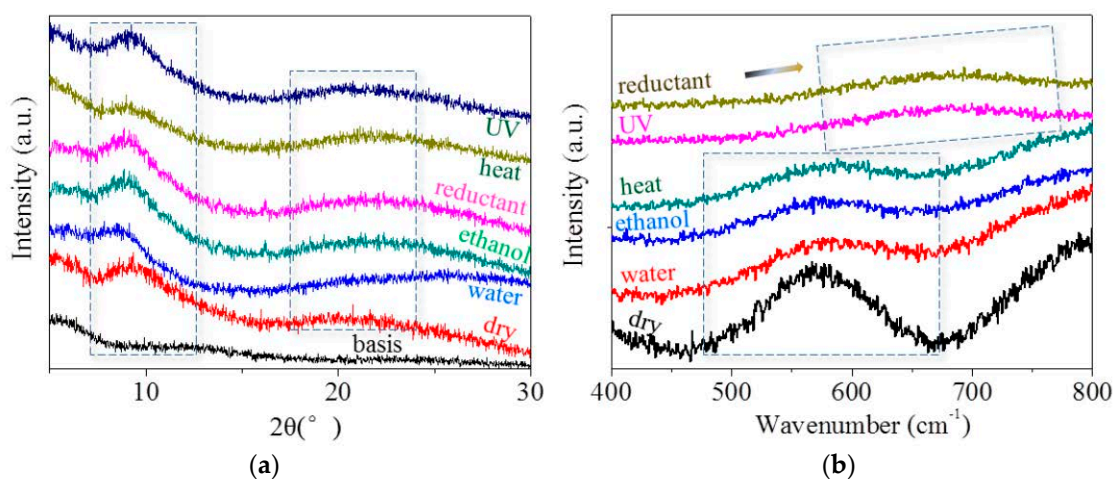 Intensity (a.u.)
UV
heat
reductant
ethanol
water
dry
basis
10
20
30
2θ(° )
(a)
Intensity (a.u.)
reductant
UV
heat
ethanol
water
dry
400
500
600
700
800
Wavenumber (cm-1)
(b)